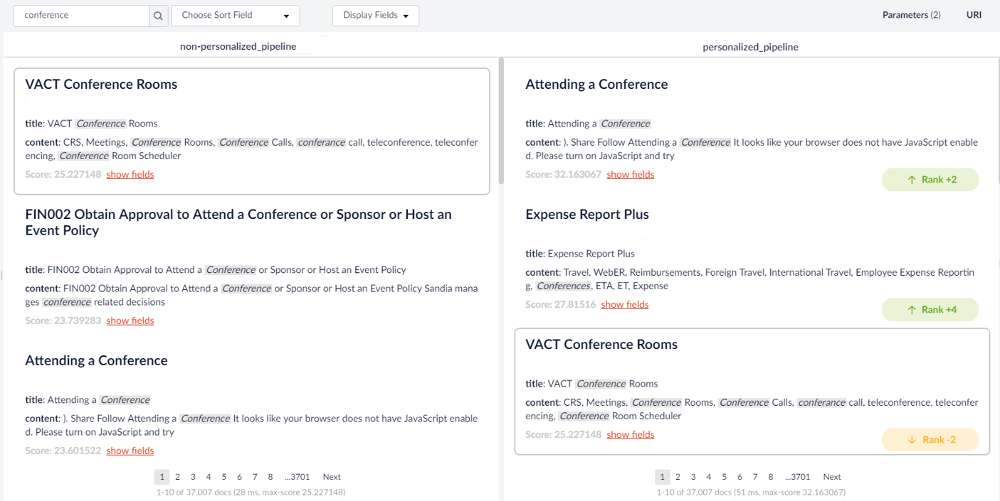 conference
Choose Sort Field
Display Fields
Parameters (2)
URI
non-personalized_pipeline
VACT Conference Rooms
title: VACT Conference Rooms
content: CRS, Meetings, Conference Rooms, Conference Calls, conferance call, teleconference, teleconfer
encing, Conference Room Scheduler
Score: 25.227148 show fields
FIN002 Obtain Approval to Attend a Conference or Sponsor or Host an
Event Policy
title: FIN002 Obtain Approval to Attend a Conference or Sponsor or Host an Event Policy
content: FIN002 Obtain Approval to Attend a Conference or Sponsor or Host an Event Policy Sandia mana
ges conference related decisions
Score: 23.739283 show fields
Attending a Conference
title: Attending a Conference
content: ). Share Follow Attending a Conference It looks like your browser does not have JavaScript enable
d. Please turn on JavaScript and try
Score: 23.601522 show fields
1 2 3 4 5 6 7 8 ...3701 Next
1-10 of 37,007 docs (28 ms, max-score 25.227148)
personalized_pipeline
Attending a Conference
title: Attending a Conference
content: ). Share Follow Attending a Conference It looks like your browser does not have JavaScript enable
d. Please turn on JavaScript and try
Score: 32.163067 show fields
↑ Rank +2
Expense Report Plus
title: Expense Report Plus
content: Travel, WebER, Reimbursements, Foreign Travel, International Travel, Employee Expense Reportin
g, Conferences, ETA, ET, Expense
Score: 27.81516 show fields
↑ Rank +4
VACT Conference Rooms
title: VACT Conference Rooms
content: CRS, Meetings, Conference Rooms, Conference Calls, conferance call, teleconference, teleconfer
encing, Conference Room Scheduler
Score: 25.227148 show fields
↓ Rank -2
1 2 3 4 5 6 7 8 ...3701 Next
1-10 of 37,007 docs (51 ms, max-score 32.163067)